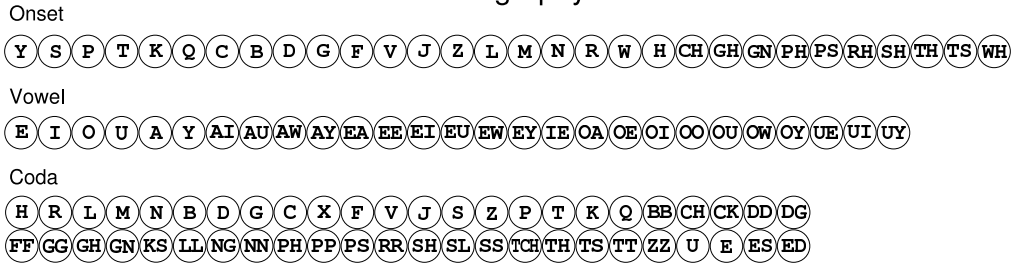 Onset
Y S P T K Q C B D G F V J Z L M N R W H CH GH GN PH PS RH SH TH TS WH
Vowel
E I O U A Y AI AU AW AY EA EE EI EU EW EY IE OA OE OI OO OU OW OY UE UI UY
Coda
H R L M N B D G C X F V J S Z P T K Q BB CH CK DD DG
FF GG GH GN KS LL NG NN PH PP PS RR SH SL SS TCH TH TS TT ZZ U E ES ED